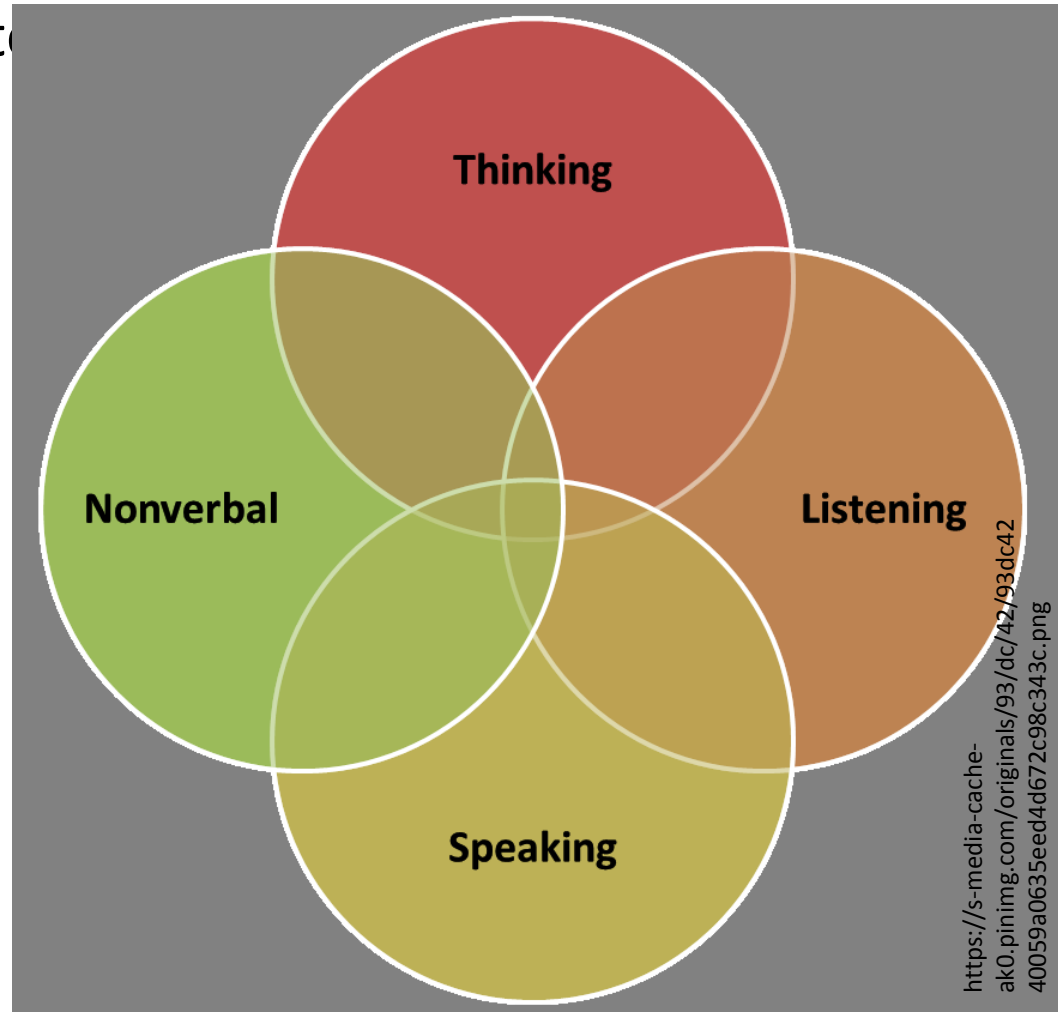 Thinking
Nonverbal
Listening
Speaking
https://s-media-cache-
ak0.pinimg.com/originals/93/dc/42/93dc42
40059a0635eed4d672c98c343c.png